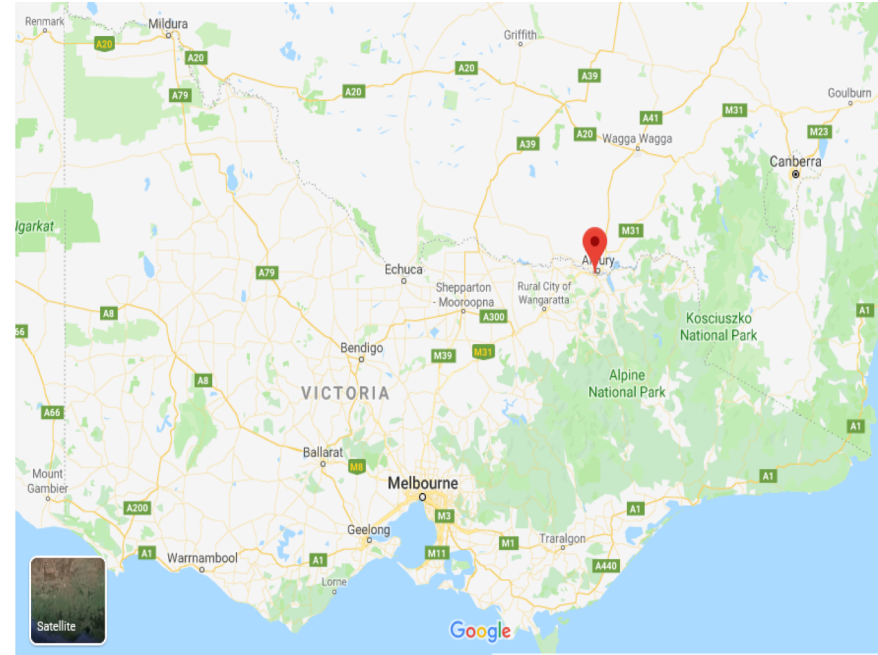 Renmark
Mildura
A20
A20
A79
A20
A20
Griffith
A39
A41
M31
Goulburn
M23
A39
A20
Wagga Wagga
Canberra
M31
A79
Echuca
Shepparton
- Mooroopna
Rural City of
Wangaratta
A300
A8
Kosciuszko
National Park
A1
Bendigo
M39
M31
Alpine
National Park
A8
VICTORIA
A66
A1
Ballarat
M8
Mount
Gambier
Melbourne
A1
A200
M3
A1
Geelong
A1
Warrnambool
A1
M11
M1
Traralgon
A440
Lorne
Satellite
Google